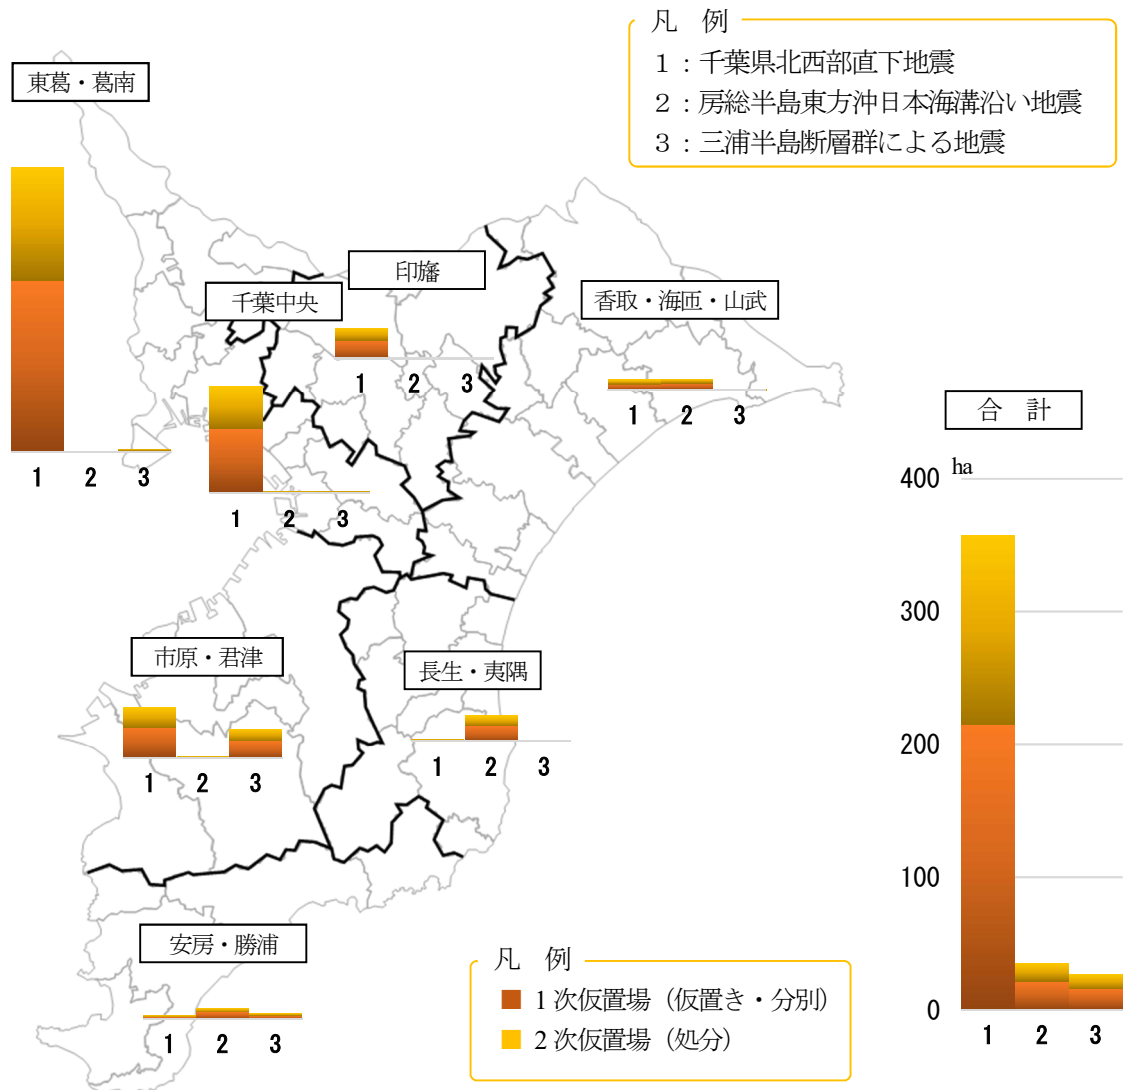 凡 例
1：千葉県北西部直下地震
2：房総半島東方沖日本海溝沿い地震
3：三浦半島断層群による地震
東葛・葛南
1 2 3
印旛
1 2 3
千葉中央
1 2 3
香取・海匝・山武
1 2 3
合 計
ha
400
300
200
100
0
1 2 3
市原・君津
1 2 3
長生・夷隅
1 2 3
安房・勝浦
1 2 3
凡 例
1 次仮置場（仮置き・分別）
2 次仮置場（処分）